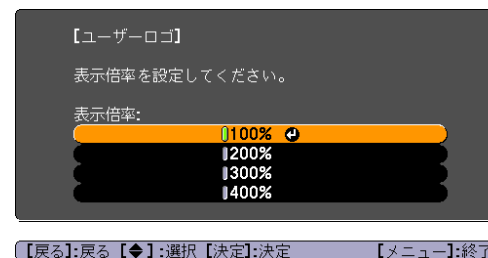 【ユーザーロゴ】
表示倍率を設定してください。
表示倍率:
100%
200%
300%
400%
【戻る】:戻る 【◆】:選択 【決定】:決定 【メニュー】:終了